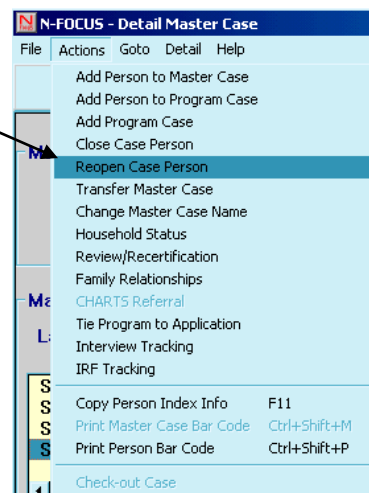 N-FOCUS - Detail Master Case
File Actions Goto Detail Help
Add Person to Master Case
Add Person to Program Case
Add Program Case
Close Case Person
Reopen Case Person
Transfer Master Case
Change Master Case Name
Household Status
Review/Recertification
Family Relationships
CHARTS Referral
Tie Program to Application
Interview Tracking
IRF Tracking
Copy Person Index Info F11
Print Master Case Bar Code Ctrl+Shift+M
Print Person Bar Code Ctrl+Shift+P
Check-out Case